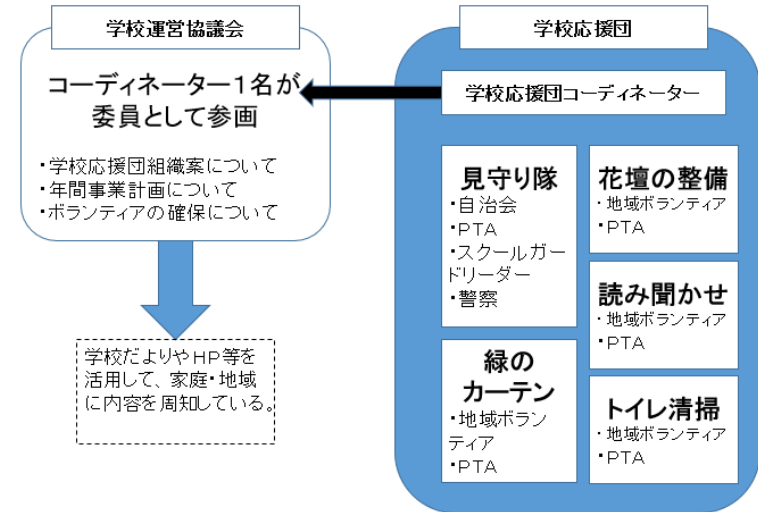 学校運営協議会
コーディネーター１名が
委員として参画
・学校応援団組織案について
・年間事業計画について
・ボランティアの確保について
学校だよりやＨＰ等を
活用して、家庭・地域
に内容を周知している。
学校応援団
学校応援団コーディネーター
見守り隊
・自治会
・ＰＴＡ
・スクールガー
ドリーダー
・警察
緑の
カーテン
・地域ボラン
ティア
・ＰＴＡ
花壇の整備
・地域ボランティア
・ＰＴＡ
読み聞かせ
・地域ボランティア
・ＰＴＡ
トイレ清掃
・地域ボランティア
・ＰＴＡ